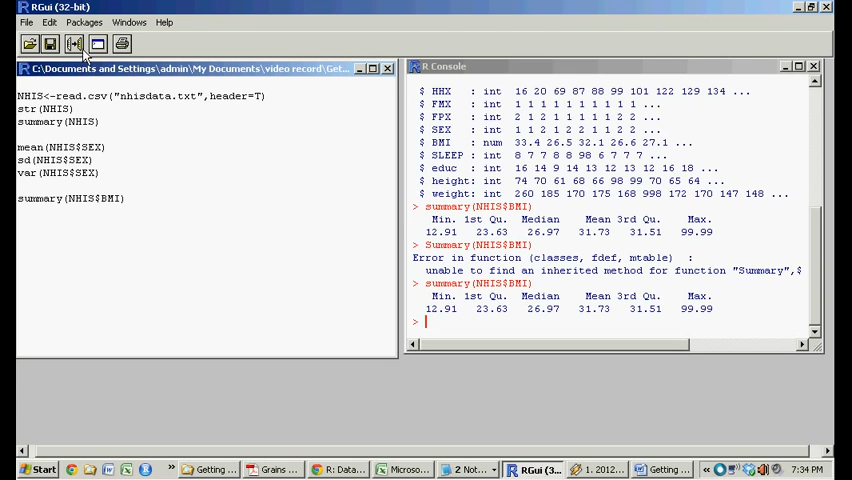 RGui (32-bit)
File Edit Packages Windows Help
C:\Documents and Settings\admin\My Documents\video record\Get...
NHIS<-read.csv("nhisdata.txt",header=T)
str(NHIS)
summary(NHIS)
mean(NHIS$SEX)
sd(NHIS$SEX)
var(NHIS$SEX)
summary(NHIS$BMI)
R Console
$ HHX : int 16 20 69 87 88 99 101 122 129 134 ...
$ FMX : int 1 1 1 1 1 1 1 1 1 1 ...
$ FPX : int 2 1 2 1 1 1 1 1 2 2 ...
$ SEX : int 1 1 2 1 2 2 1 1 2 2 ...
$ BMI : num 33.4 26.5 32.1 26.6 27.1 ...
$ SLEEP : int 8 7 7 8 8 98 6 7 7 7 ...
$ educ : int 16 14 9 14 13 12 13 12 16 18 ...
$ height: int 74 70 61 68 66 98 99 70 65 64 ...
$ weight: int 260 185 170 175 168 998 172 170 147 148 ...
> summary(NHIS$BMI)
Min. 1st Qu. Median Mean 3rd Qu. Max.
12.91 23.63 26.97 31.73 31.51 99.99
> Summary(NHIS$BMI)
Error in function (classes, fdef, mtable) :
unable to find an inherited method for function "Summary",$
> summary(NHIS$BMI)
Min. 1st Qu. Median Mean 3rd Qu. Max.
12.91 23.63 26.97 31.73 31.51 99.99
>
Start » Getting ... Grains ... R: Data... Microso... 2 Not... RGui (3... 1. 2012... Getting ... « 7:34 PM